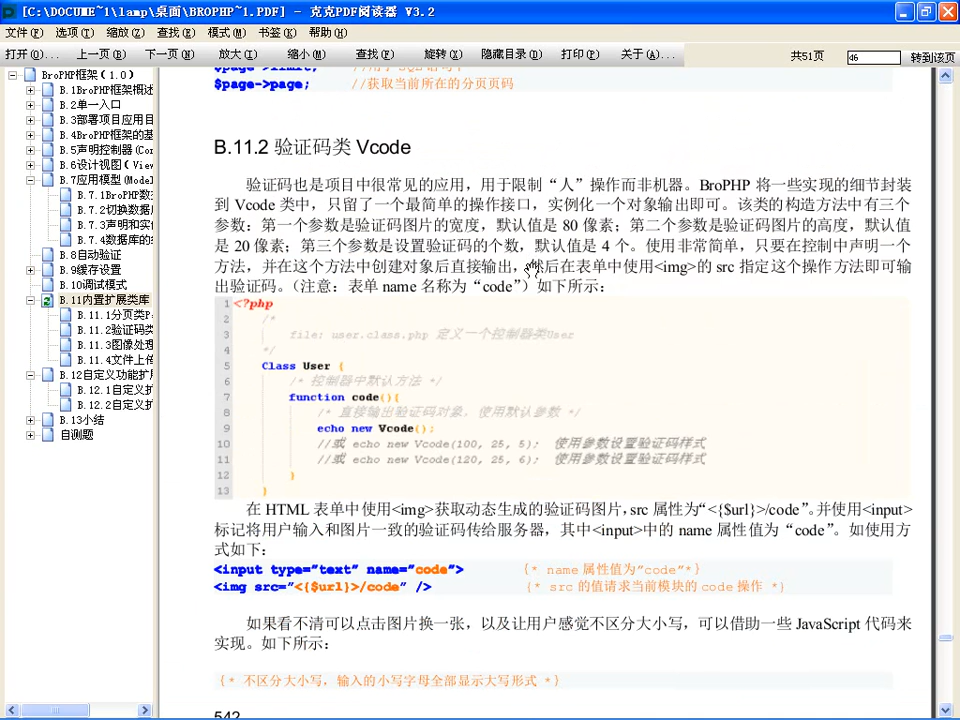 [C:\DOCUME~1\lamp\桌面\BROPHP~1.PDF] - 克克PDF阅读器 V3.2
文件(F) 选项(T) 缩放(Z) 查找(F) 模式(M) 书签(K) 帮助(H)
打开(O)... 上一页(B) 下一页(N) 放大(I) 缩小(M) 查找(F) 旋转(X) 隐藏目录(D) 打印(P) 关于(A)... 共51页 46 转到该页
BroPHP框架(1.0)
B.1BroPHP框架概述
B.2单一入口
B.3部署项目应用目
B.4BroPHP框架的基
B.5声明控制器(Con
B.6设计视图(View
B.7应用模型(Model
B.7.1BroPHP数
B.7.2切换数据
B.7.3声明和实
B.7.4数据库的
B.8自动验证
B.9缓存设置
B.10调试模式
B.11内置扩展类库
B.11.1分页类P
B.11.2验证码类
B.11.3图像处理
B.11.4文件上传
B.12自定义功能扩
B.12.1自定义扩
B.12.2自定义扩
B.13小结
自测题
$page->page; //获取当前所在的分页页码
B.11.2 验证码类 Vcode
验证码也是项目中很常见的应用，用于限制“人”操作而非机器。BroPHP 将一些实现的细节封装
到 Vcode 类中，只留了一个最简单的操作接口，实例化一个对象输出即可。该类的构造方法中有三个
参数：第一个参数是验证码图片的宽度，默认值是 80 像素；第二个参数是验证码图片的高度，默认值
是 20 像素；第三个参数是设置验证码的个数，默认值是 4 个。使用非常简单，只要在控制中声明一个
方法，并在这个方法中创建对象后直接输出，然后在表单中使用<img>的 src 指定这个操作方法即可输
出验证码。（注意：表单 name 名称为“code”）如下所示：
1 <?php
2 /*
3 file: user.class.php 定义一个控制器类User
4 */
5 Class User {
6 /* 控制器中默认方法 */
7 function code(){
8 /* 直接输出验证码对象，使用默认参数 */
9 echo new Vcode();
10 //或 echo new Vcode(100, 25, 5); 使用参数设置验证码样式
11 //或 echo new Vcode(120, 25, 6); 使用参数设置验证码样式
12 }
13 }
在 HTML 表单中使用<img>获取动态生成的验证码图片，src 属性为“<{$url}>/code”。并使用<input>
标记将用户输入和图片一致的验证码传给服务器，其中<input>中的 name 属性值为“code”。如使用方
式如下：
<input type=”text” name=”code”> {* name 属性值为”code”*}
<img src=”<{$url}>/code” /> {* src 的值请求当前模块的 code 操作 *}
如果看不清可以点击图片换一张，以及让用户感觉不区分大小写，可以借助一些 JavaScript 代码来
实现。如下所示：
{* 不区分大小写，输入的小写字母全部显示大写形式 *}
542